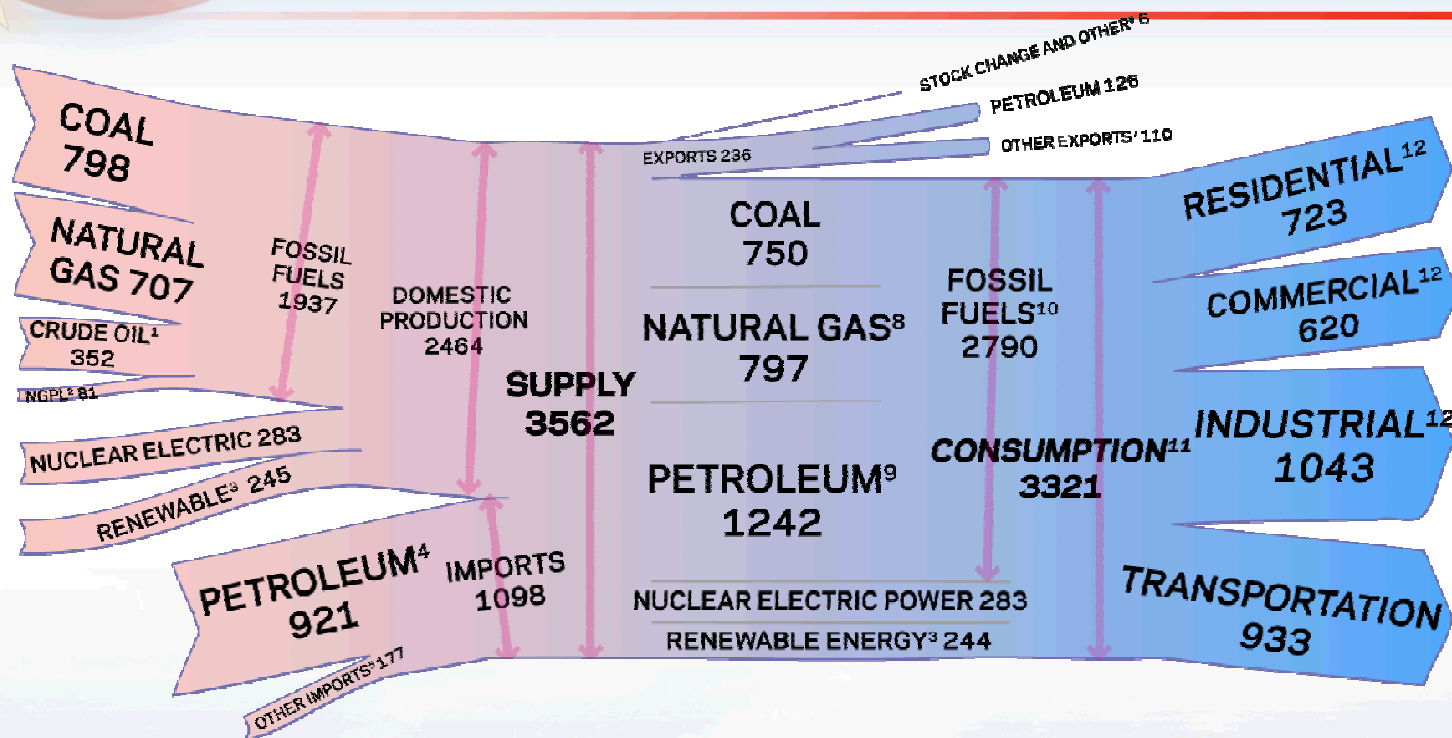 COAL
798
NATURAL
GAS 707
CRUDE OIL¹
352
NGPL² 81
NUCLEAR ELECTRIC 283
RENEWABLE³ 245
PETROLEUM⁴
921
OTHER IMPORTS⁵ 177
FOSSIL
FUELS
1937
DOMESTIC
PRODUCTION
2464
IMPORTS
1098
SUPPLY
3562
STOCK CHANGE AND OTHER⁶ 6
PETROLEUM 126
OTHER EXPORTS⁷ 110
EXPORTS 236
COAL
750
NATURAL GAS⁸
797
PETROLEUM⁹
1242
NUCLEAR ELECTRIC POWER 283
RENEWABLE ENERGY³ 244
FOSSIL
FUELS¹⁰
2790
CONSUMPTION¹¹
3321
RESIDENTIAL¹²
723
COMMERCIAL¹²
620
INDUSTRIAL¹²
1043
TRANSPORTATION
933